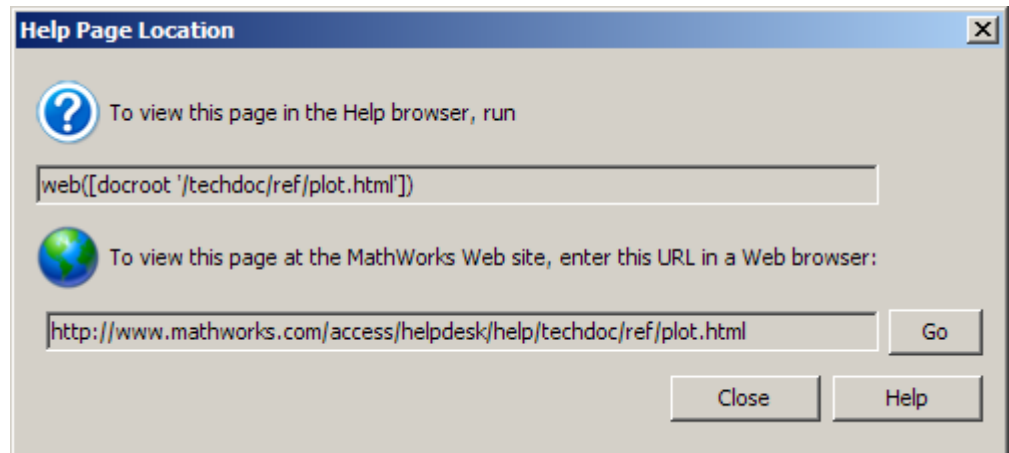 Help Page Location
To view this page in the Help browser, run
web([docroot '/techdoc/ref/plot.html'])
To view this page at the MathWorks Web site, enter this URL in a Web browser:
http://www.mathworks.com/access/helpdesk/help/techdoc/ref/plot.html
Go
Close
Help